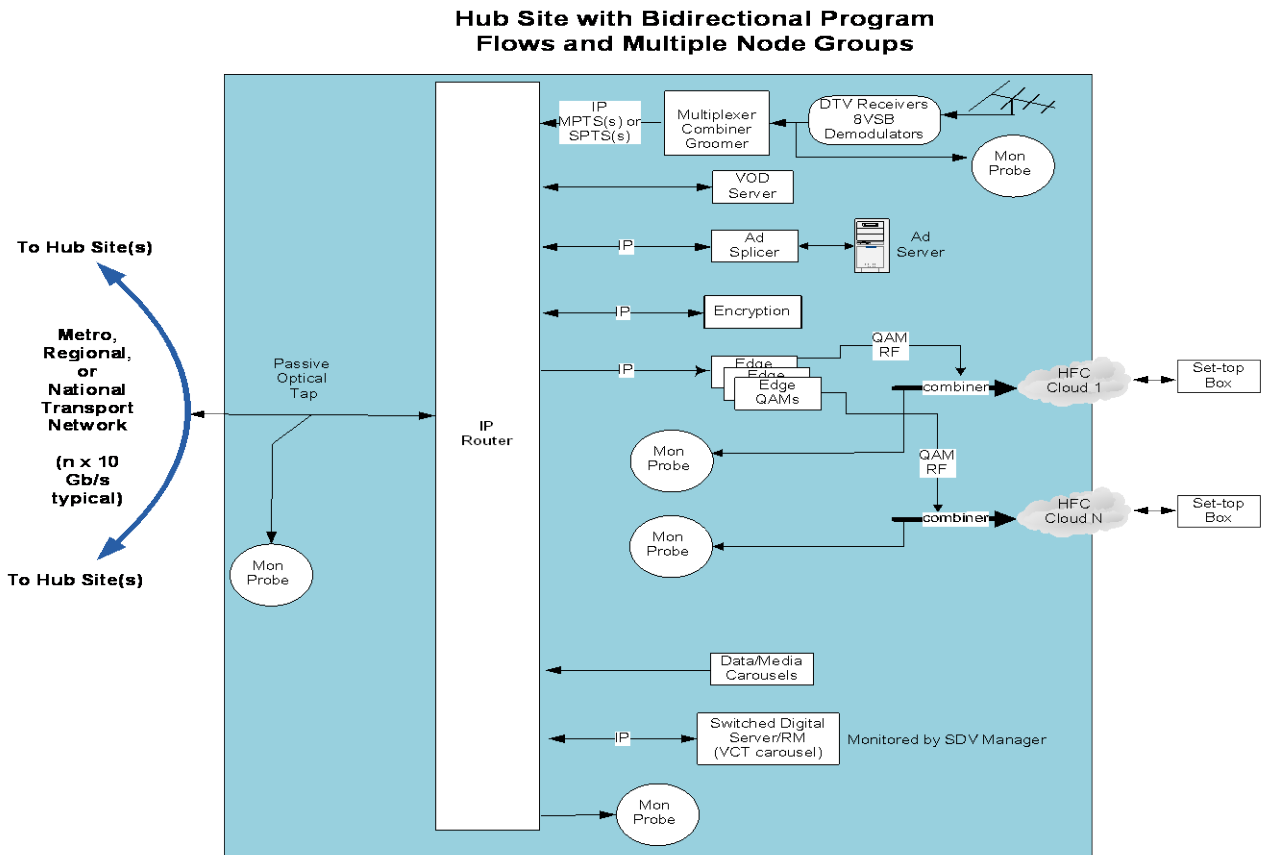 Hub Site with Bidirectional Program
Flows and Multiple Node Groups
IP
MPTS(s) or
SPTS(s)
Multiplexer
Combiner
Groomer
DTV Receivers
8VSB
Demodulators
Mon
Probe
VOD
Server
IP
Ad
Splicer
Ad
Server
IP
Encryption
IP
Edge
Edge
Edge
QAMs
QAM
RF
combiner
HFC
Cloud 1
Set-top
Box
Mon
Probe
QAM
RF
combiner
HFC
Cloud N
Set-top
Box
Mon
Probe
To Hub Site(s)
Metro,
Regional,
or
National
Transport
Network
(n x 10
Gb/s
typical)
To Hub Site(s)
Passive
Optical
Tap
IP
Router
Mon
Probe
Data/Media
Carousels
IP
Switched Digital
Server/RM
(VCT carousel)
Monitored by SDV Manager
Mon
Probe